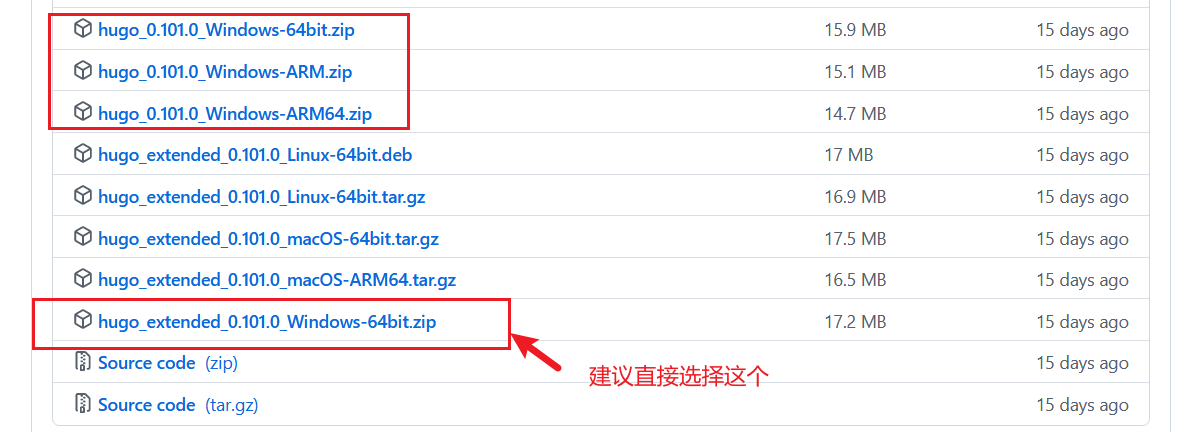 hugo_0.101.0_Windows-64bit.zip 15.9 MB 15 days ago
hugo_0.101.0_Windows-ARM.zip 15.1 MB 15 days ago
hugo_0.101.0_Windows-ARM64.zip 14.7 MB 15 days ago
hugo_extended_0.101.0_Linux-64bit.deb 17 MB 15 days ago
hugo_extended_0.101.0_Linux-64bit.tar.gz 16.9 MB 15 days ago
hugo_extended_0.101.0_macOS-64bit.tar.gz 17.5 MB 15 days ago
hugo_extended_0.101.0_macOS-ARM64.tar.gz 16.5 MB 15 days ago
hugo_extended_0.101.0_Windows-64bit.zip 17.2 MB 15 days ago
Source code (zip) 15 days ago
建议直接选择这个
Source code (tar.gz) 15 days ago